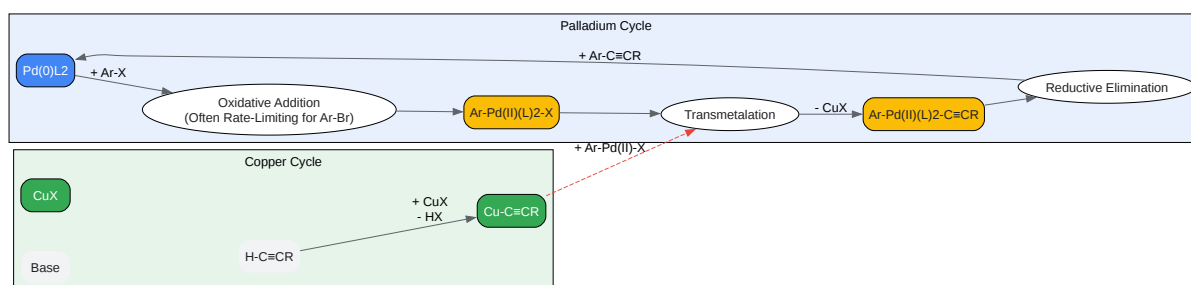 Palladium Cycle
Pd(0)L2
+ Ar-X
Oxidative Addition
(Often Rate-Limiting for Ar-Br)
Ar-Pd(II)(L)2-X
Transmetalation
- CuX
Ar-Pd(II)(L)2-C≡CR
Reductive Elimination
+ Ar-C≡CR
+ Ar-Pd(II)-X
Copper Cycle
CuX
Base
H-C≡CR
+ CuX
- HX
Cu-C≡CR